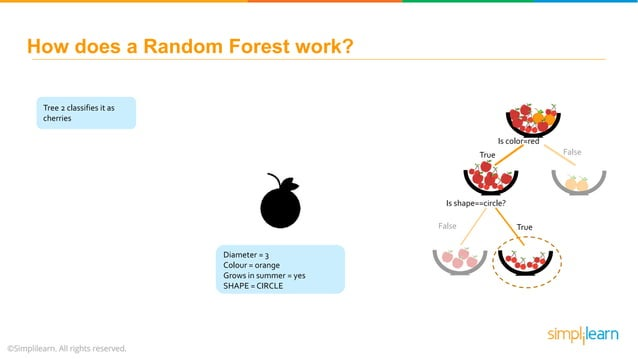 How does a Random Forest work?
Tree 2 classifies it as
cherries
Is color=red
True
False
Is shape==circle?
False
True
Diameter = 3
Colour = orange
Grows in summer = yes
SHAPE = CIRCLE
©Simplilearn. All rights reserved.
simplilearn